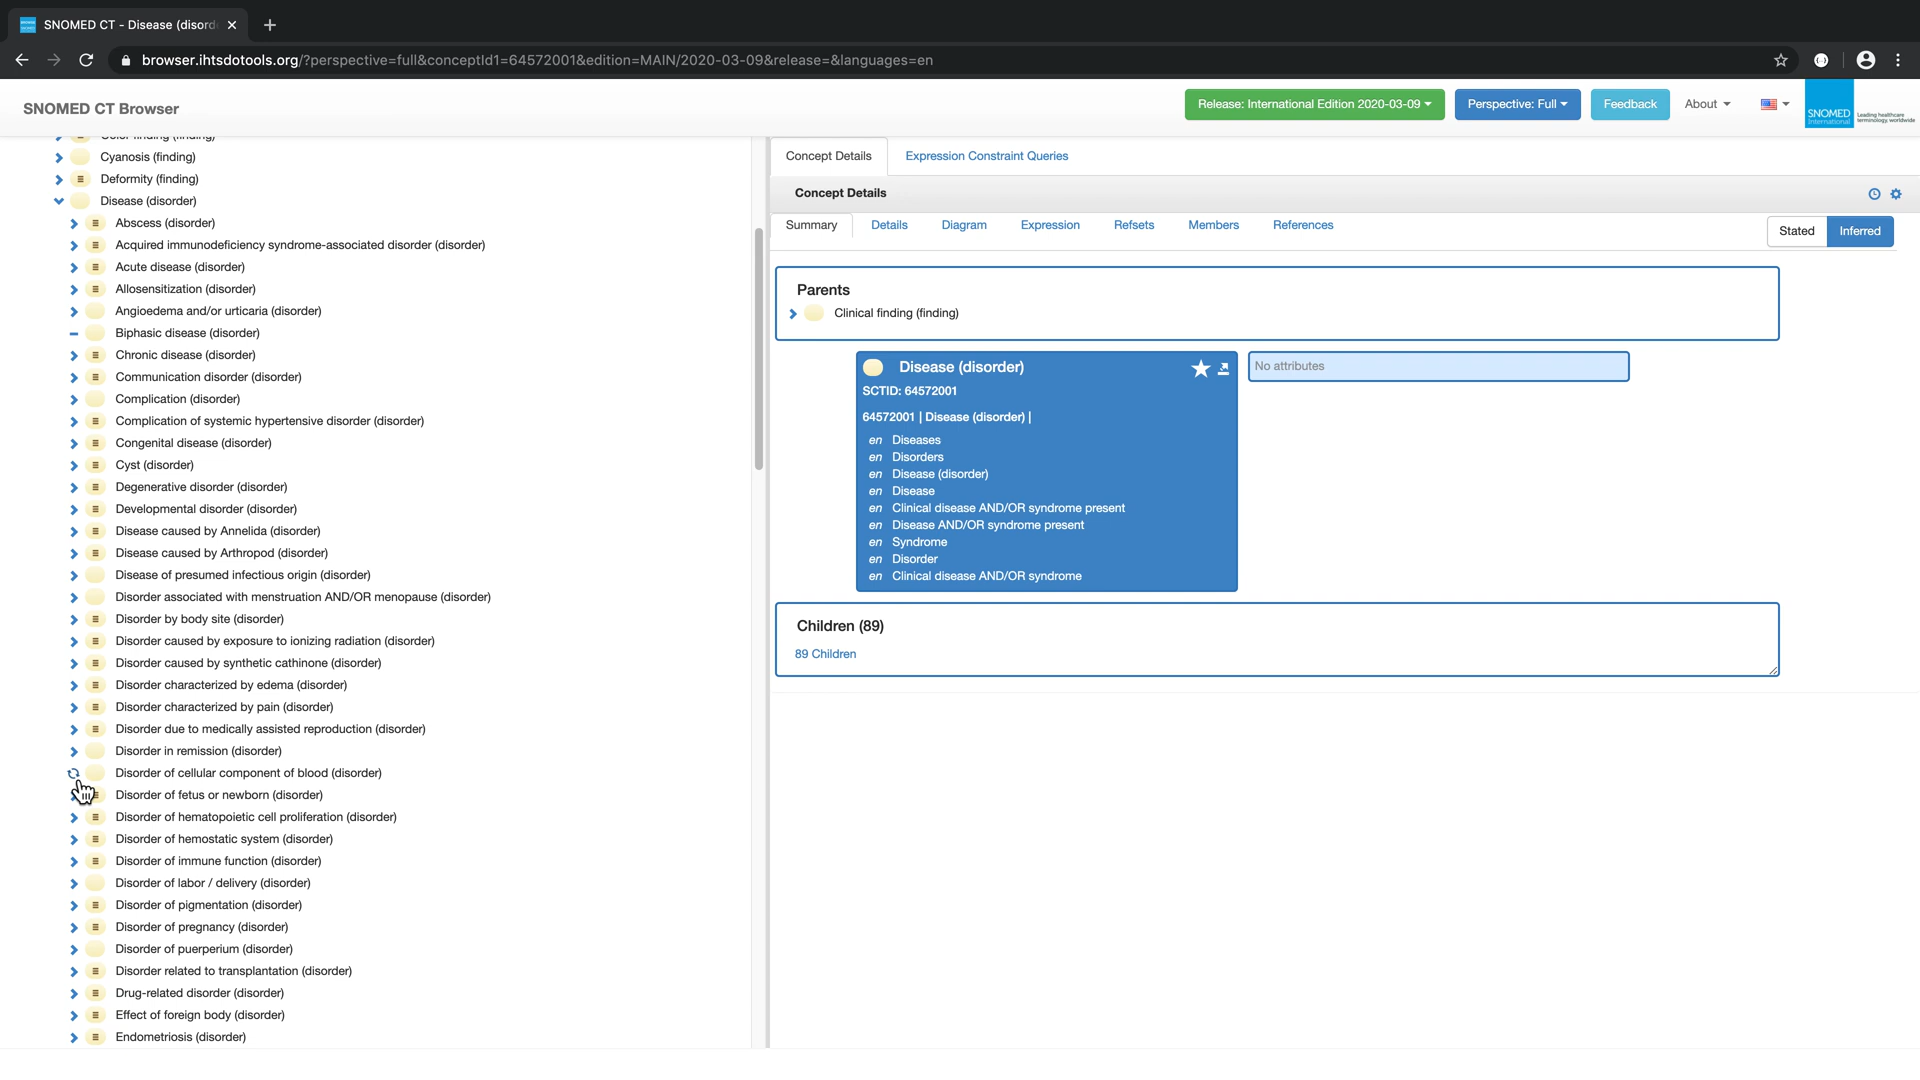 SNOMED CT - Disease (disord
browser.ihtsdotools.org/?perspective=full&conceptId1=64572001&edition=MAIN/2020-03-09&release=&languages=en
SNOMED CT Browser
Release: International Edition 2020-03-09
Perspective: Full
Feedback
About
SNOMED
International
Leading healthcare
terminology, worldwide
Color finding (finding)
Cyanosis (finding)
Deformity (finding)
Disease (disorder)
Abscess (disorder)
Acquired immunodeficiency syndrome-associated disorder (disorder)
Acute disease (disorder)
Allosensitization (disorder)
Angioedema and/or urticaria (disorder)
Biphasic disease (disorder)
Chronic disease (disorder)
Communication disorder (disorder)
Complication (disorder)
Complication of systemic hypertensive disorder (disorder)
Congenital disease (disorder)
Cyst (disorder)
Degenerative disorder (disorder)
Developmental disorder (disorder)
Disease caused by Annelida (disorder)
Disease caused by Arthropod (disorder)
Disease of presumed infectious origin (disorder)
Disorder associated with menstruation AND/OR menopause (disorder)
Disorder by body site (disorder)
Disorder caused by exposure to ionizing radiation (disorder)
Disorder caused by synthetic cathinone (disorder)
Disorder characterized by edema (disorder)
Disorder characterized by pain (disorder)
Disorder due to medically assisted reproduction (disorder)
Disorder in remission (disorder)
Disorder of cellular component of blood (disorder)
Disorder of fetus or newborn (disorder)
Disorder of hematopoietic cell proliferation (disorder)
Disorder of hemostatic system (disorder)
Disorder of immune function (disorder)
Disorder of labor / delivery (disorder)
Disorder of pigmentation (disorder)
Disorder of pregnancy (disorder)
Disorder of puerperium (disorder)
Disorder related to transplantation (disorder)
Drug-related disorder (disorder)
Effect of foreign body (disorder)
Endometriosis (disorder)
Concept Details
Expression Constraint Queries
Concept Details
Summary
Details
Diagram
Expression
Refsets
Members
References
Stated
Inferred
Parents
Clinical finding (finding)
Disease (disorder)
SCTID: 64572001
64572001 | Disease (disorder) |
en Diseases
en Disorders
en Disease (disorder)
en Disease
en Clinical disease AND/OR syndrome present
en Disease AND/OR syndrome present
en Syndrome
en Disorder
en Clinical disease AND/OR syndrome
No attributes
Children (89)
89 Children